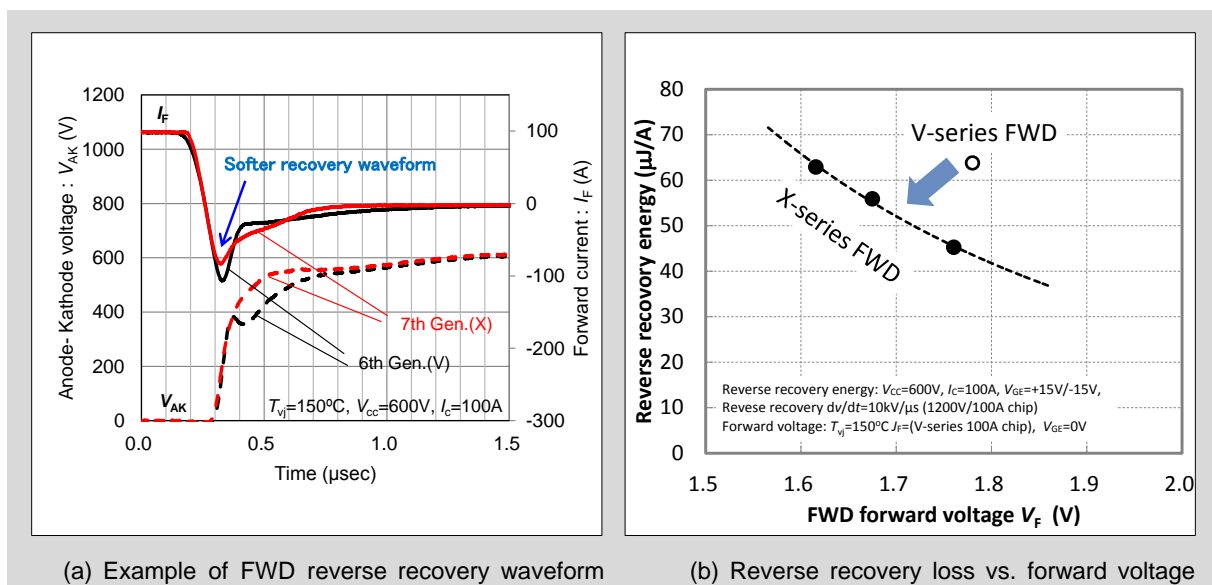 1200
1000
800
600
400
200
0
Anode- Kathode voltage : VAK (V)
IF
Softer recovery waveform
7th Gen.(X)
6th Gen.(V)
VAK
Tvj=150ºC, VCC=600V, IC=100A
100
0
-100
-200
-300
Forward current : IF (A)
0.0 0.5 1.0 1.5
Time (µsec)
(a) Example of FWD reverse recovery waveform
80
70
60
50
40
30
20
10
0
Reverse recovory energy (µJ/A)
V-series FWD
X-series FWD
Reverse recovery energy: VCC=600V, IC=100A, VGE=+15V/-15V,
Revese recovery dv/dt=10kV/µs (1200V/100A chip)
Forward voltage: Tvj=150ºC JF=(V-series 100A chip), VGE=0V
1.5 1.6 1.7 1.8 1.9 2.0
FWD forward voltage VF (V)
(b) Reverse recovery loss vs. forward voltage